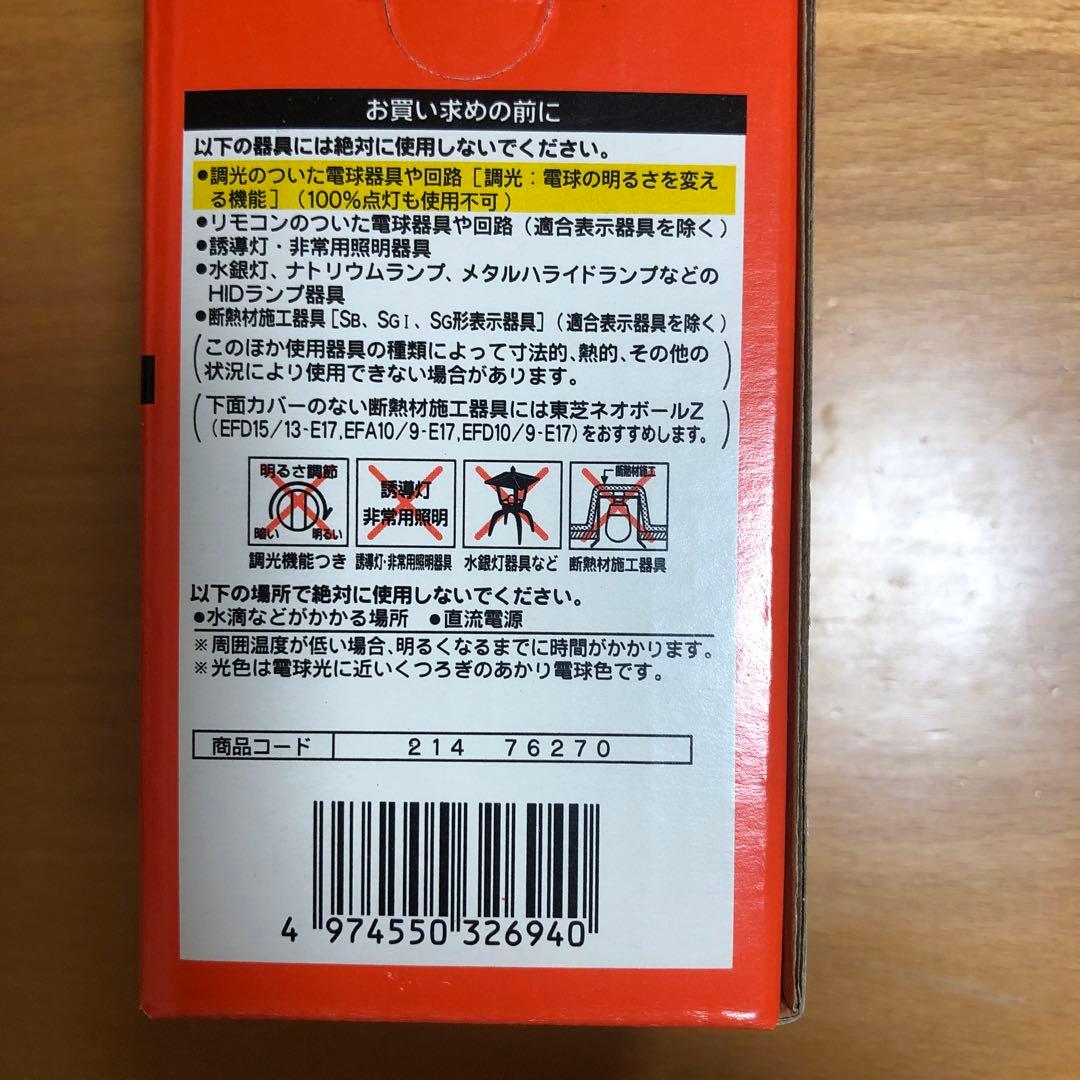 お買い求めの前に
以下の器具には絶対に使用しないでください。
●調光のついた電球器具や回路［調光：電球の明るさを変え
る機能］（100％点灯も使用不可）
●リモコンのついた電球器具や回路（適合表示器具を除く）
●誘導灯・非常用照明器具
●水銀灯、ナトリウムランプ、メタルハライドランプなどの
HIDランプ器具
●断熱材施工器具［SB、SGI、SG形表示器具］（適合表示器具を除く）
（このほか使用器具の種類によって寸法的、熱的、その他の
状況により使用できない場合があります。）
（下面カバーのない断熱材施工器具には東芝ネオボールZ
（EFD15/13-E17,EFA10/9-E17,EFD10/9-E17）をおすすめします。）
明るさ調節
暗い 明るい
誘導灯
非常用照明
断熱材施工
調光機能つき 誘導灯・非常用照明器具 水銀灯器具など 断熱材施工器具
以下の場所で絶対に使用しないでください。
●水滴などがかかる場所 ●直流電源
※周囲温度が低い場合、明るくなるまでに時間がかかります。
※光色は電球光に近いくつろぎのあかり電球色です。
商品コード 214 76270
4 974550 326940